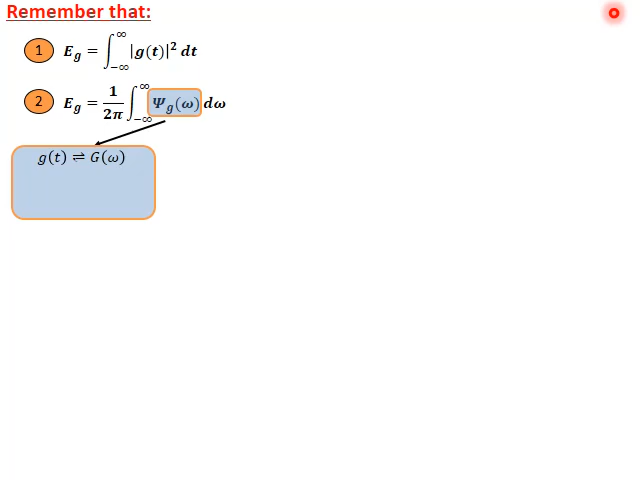 Remember that:
1 E_g = ∫_{−∞}^{∞} |g(t)|² dt
2 E_g = 1/2π ∫_{−∞}^{∞} Ψ_g(ω) dω
g(t) ⇌ G(ω)